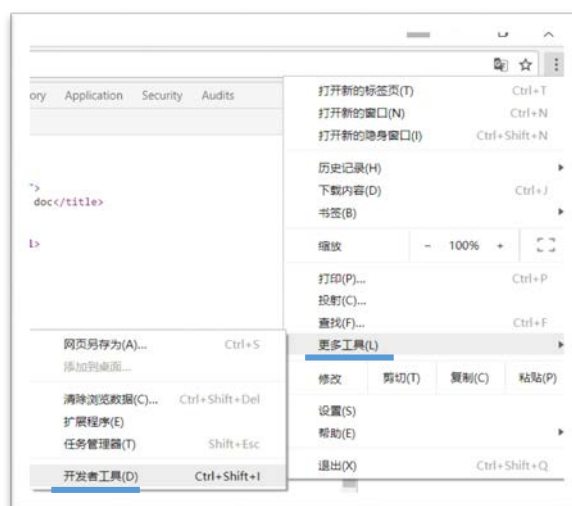 ory Application Security Audits
">
doc</title>
l>
打开新的标签页(T) Ctrl+T
打开新的窗口(N) Ctrl+N
打开新的隐身窗口(I) Ctrl+Shift+N
历史记录(H)
下载内容(D) Ctrl+J
书签(B)
缩放 - 100% +
打印(P)... Ctrl+P
投射(C)...
查找(F)... Ctrl+F
更多工具(L)
修改 剪切(T) 复制(C) 粘贴(P)
设置(S)
帮助(E)
退出(X) Ctrl+Shift+Q
网页另存为(A)... Ctrl+S
添加到桌面...
清除浏览数据(C)... Ctrl+Shift+Del
扩展程序(E)
任务管理器(T) Shift+Esc
开发者工具(D) Ctrl+Shift+I